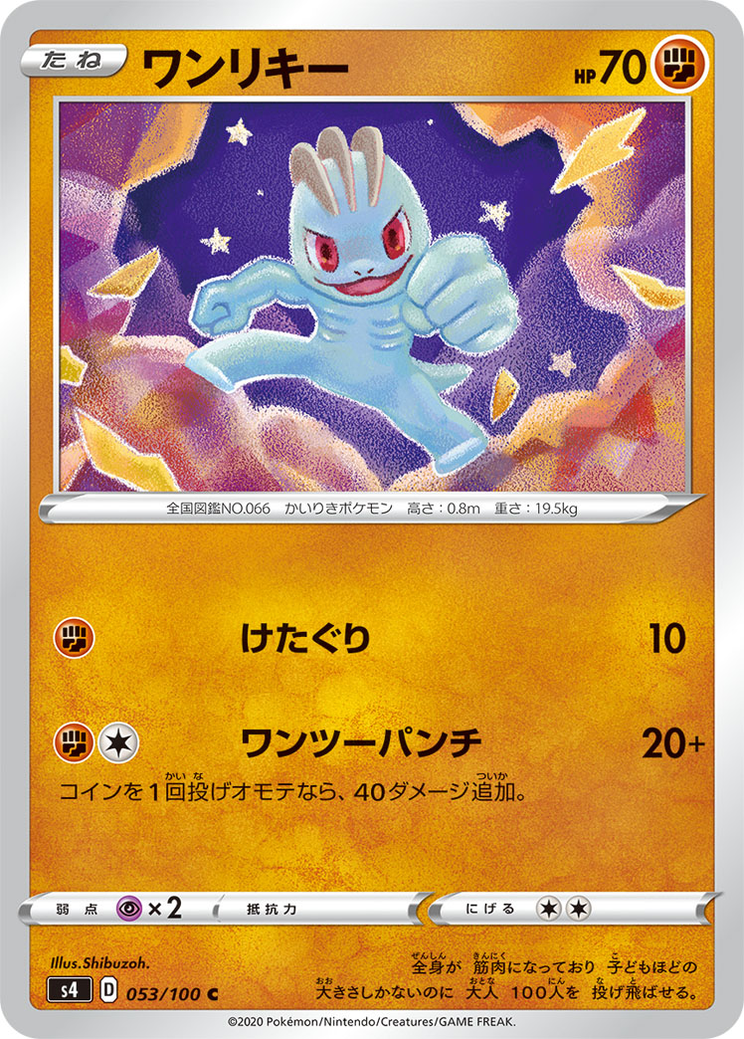 たね ワンリキー HP70
全国図鑑NO.066 かいりきポケモン 高さ：0.8m 重さ：19.5kg
けたぐり 10
ワンツーパンチ 20+
コインを1回投げオモテなら、40ダメージ追加。
弱点 ×2 抵抗力 にげる
Illus.Shibuzoh.
全身が 筋肉になっており 子どもほどの
大きさしかないのに 大人 100人を 投げ飛ばせる。
s4 D 053/100 C
©2020 Pokémon/Nintendo/Creatures/GAME FREAK.